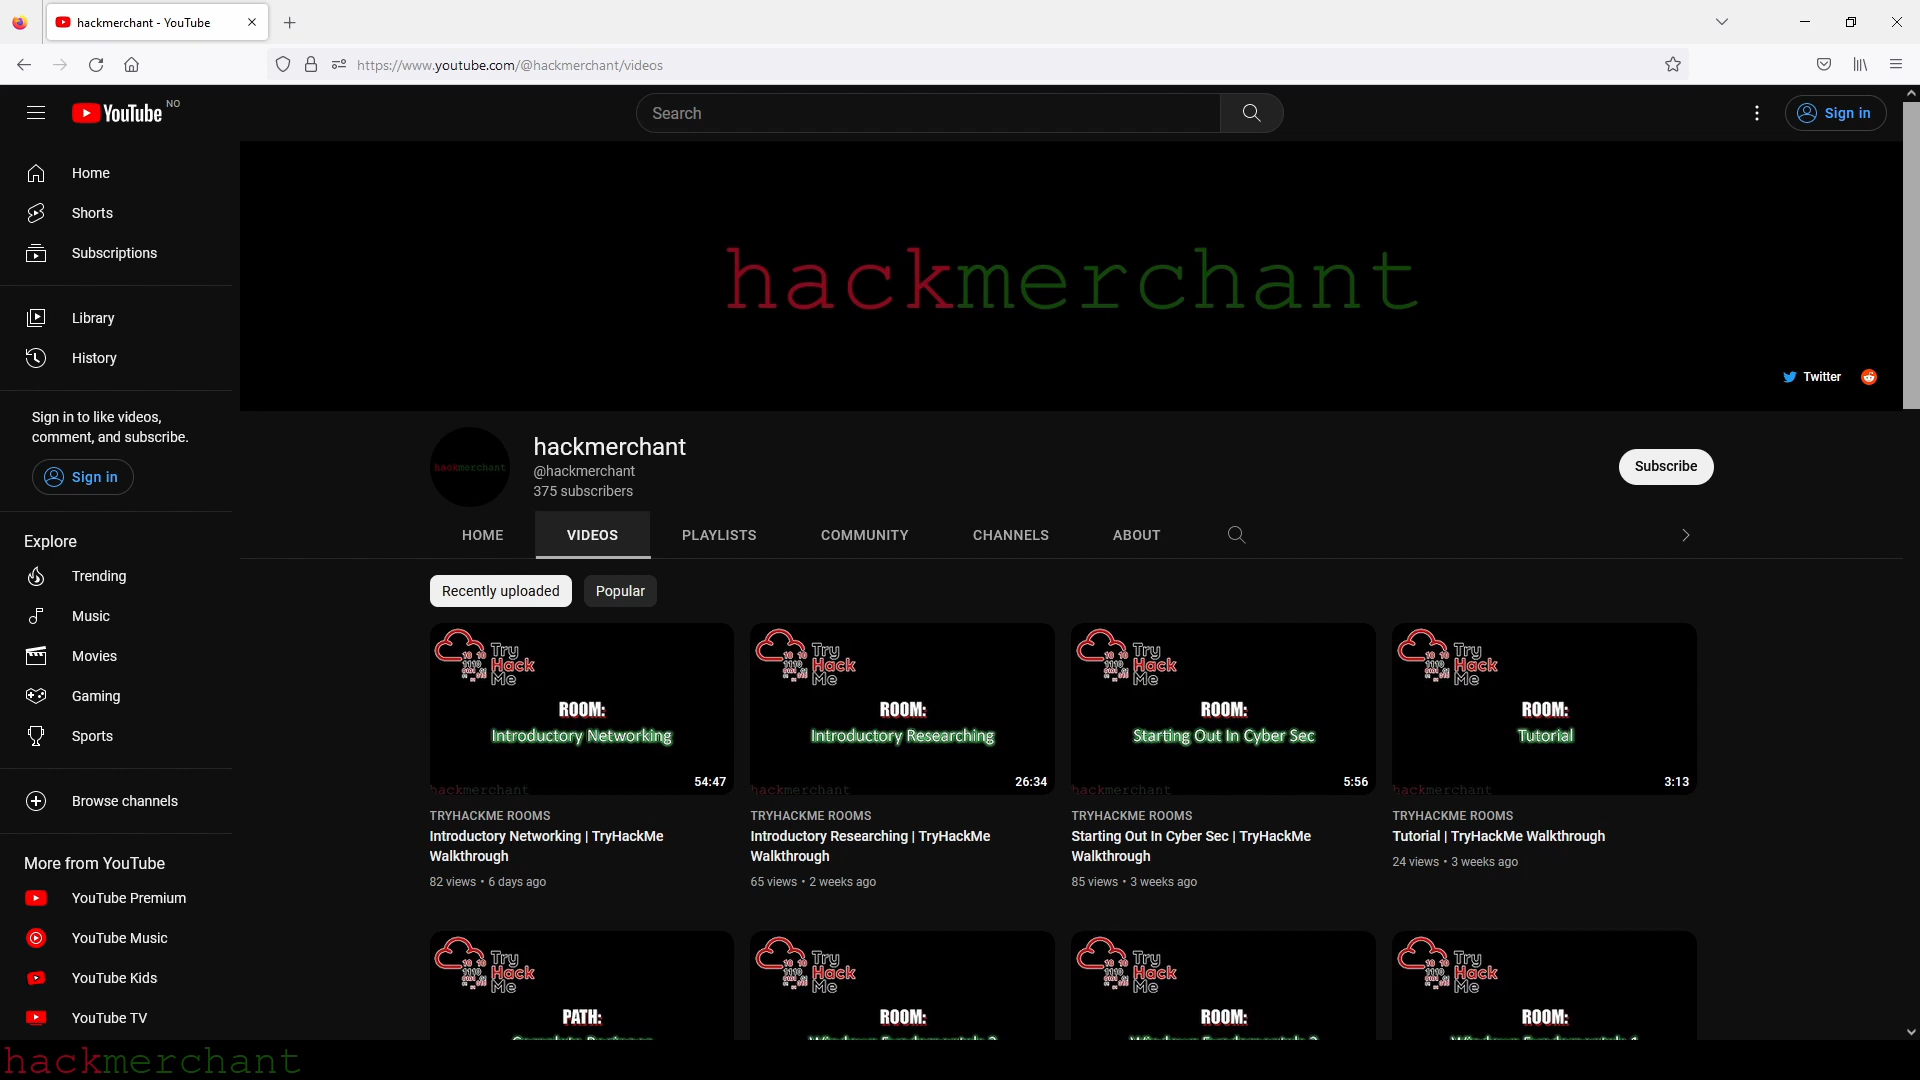 hackmerchant - YouTube
https://www.youtube.com/@hackmerchant/videos
YouTube NO
Search
Sign in
Home
Shorts
Subscriptions
Library
History
Sign in to like videos,
comment, and subscribe.
Sign in
Explore
Trending
Music
Movies
Gaming
Sports
Browse channels
More from YouTube
YouTube Premium
YouTube Music
YouTube Kids
YouTube TV
hackmerchant
Twitter
hackmerchant
hackmerchant
@hackmerchant
375 subscribers
Subscribe
HOME
VIDEOS
PLAYLISTS
COMMUNITY
CHANNELS
ABOUT
Recently uploaded
Popular
Try
Hack
Me
ROOM:
Introductory Networking
hackmerchant
54:47
TRYHACKME ROOMS
Introductory Networking | TryHackMe
Walkthrough
82 views • 6 days ago
Try
Hack
Me
ROOM:
Introductory Researching
hackmerchant
26:34
TRYHACKME ROOMS
Introductory Researching | TryHackMe
Walkthrough
65 views • 2 weeks ago
Try
Hack
Me
ROOM:
Starting Out In Cyber Sec
hackmerchant
5:56
TRYHACKME ROOMS
Starting Out In Cyber Sec | TryHackMe
Walkthrough
85 views • 3 weeks ago
Try
Hack
Me
ROOM:
Tutorial
hackmerchant
3:13
TRYHACKME ROOMS
Tutorial | TryHackMe Walkthrough
24 views • 3 weeks ago
Try
Hack
Me
PATH:
Try
Hack
Me
ROOM:
Try
Hack
Me
ROOM:
Try
Hack
Me
ROOM:
hackmerchant